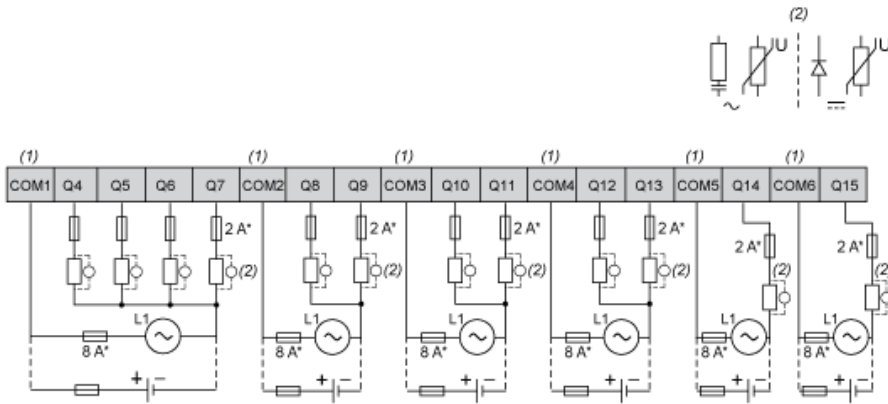 (2)
U U
(1) (1) (1) (1) (1) (1)
COM1 Q4 Q5 Q6 Q7 COM2 Q8 Q9 COM3 Q10 Q11 COM4 Q12 Q13 COM5 Q14 COM6 Q15
2 A* 2 A* 2 A* 2 A*
2 A* 2 A*
(2) (2) (2) (2) (2) (2)
L1 L1 L1 L1 L1 L1
8 A* 8 A* 8 A* 8 A* 8 A* 8 A*
+ − + − + − + − + − + −